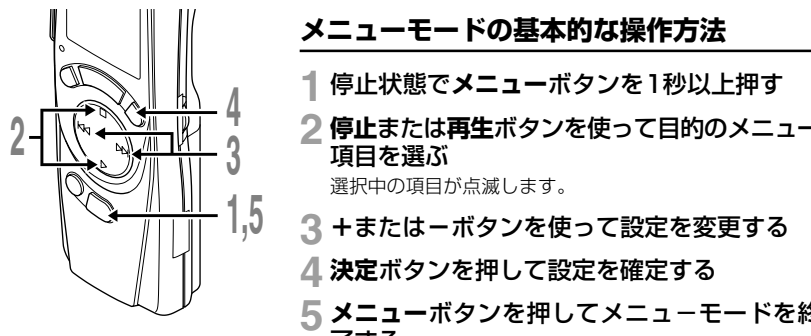 メニューモードの基本的な操作方法
1 停止状態でメニューボタンを1秒以上押す
2 停止または再生ボタンを使って目的のメニュー
項目を選ぶ
選択中の項目が点滅します。
3 +または-ボタンを使って設定を変更する
4 決定ボタンを押して設定を確定する
5 メニューボタンを押してメニューモードを終
了する
2
4
3
1,5